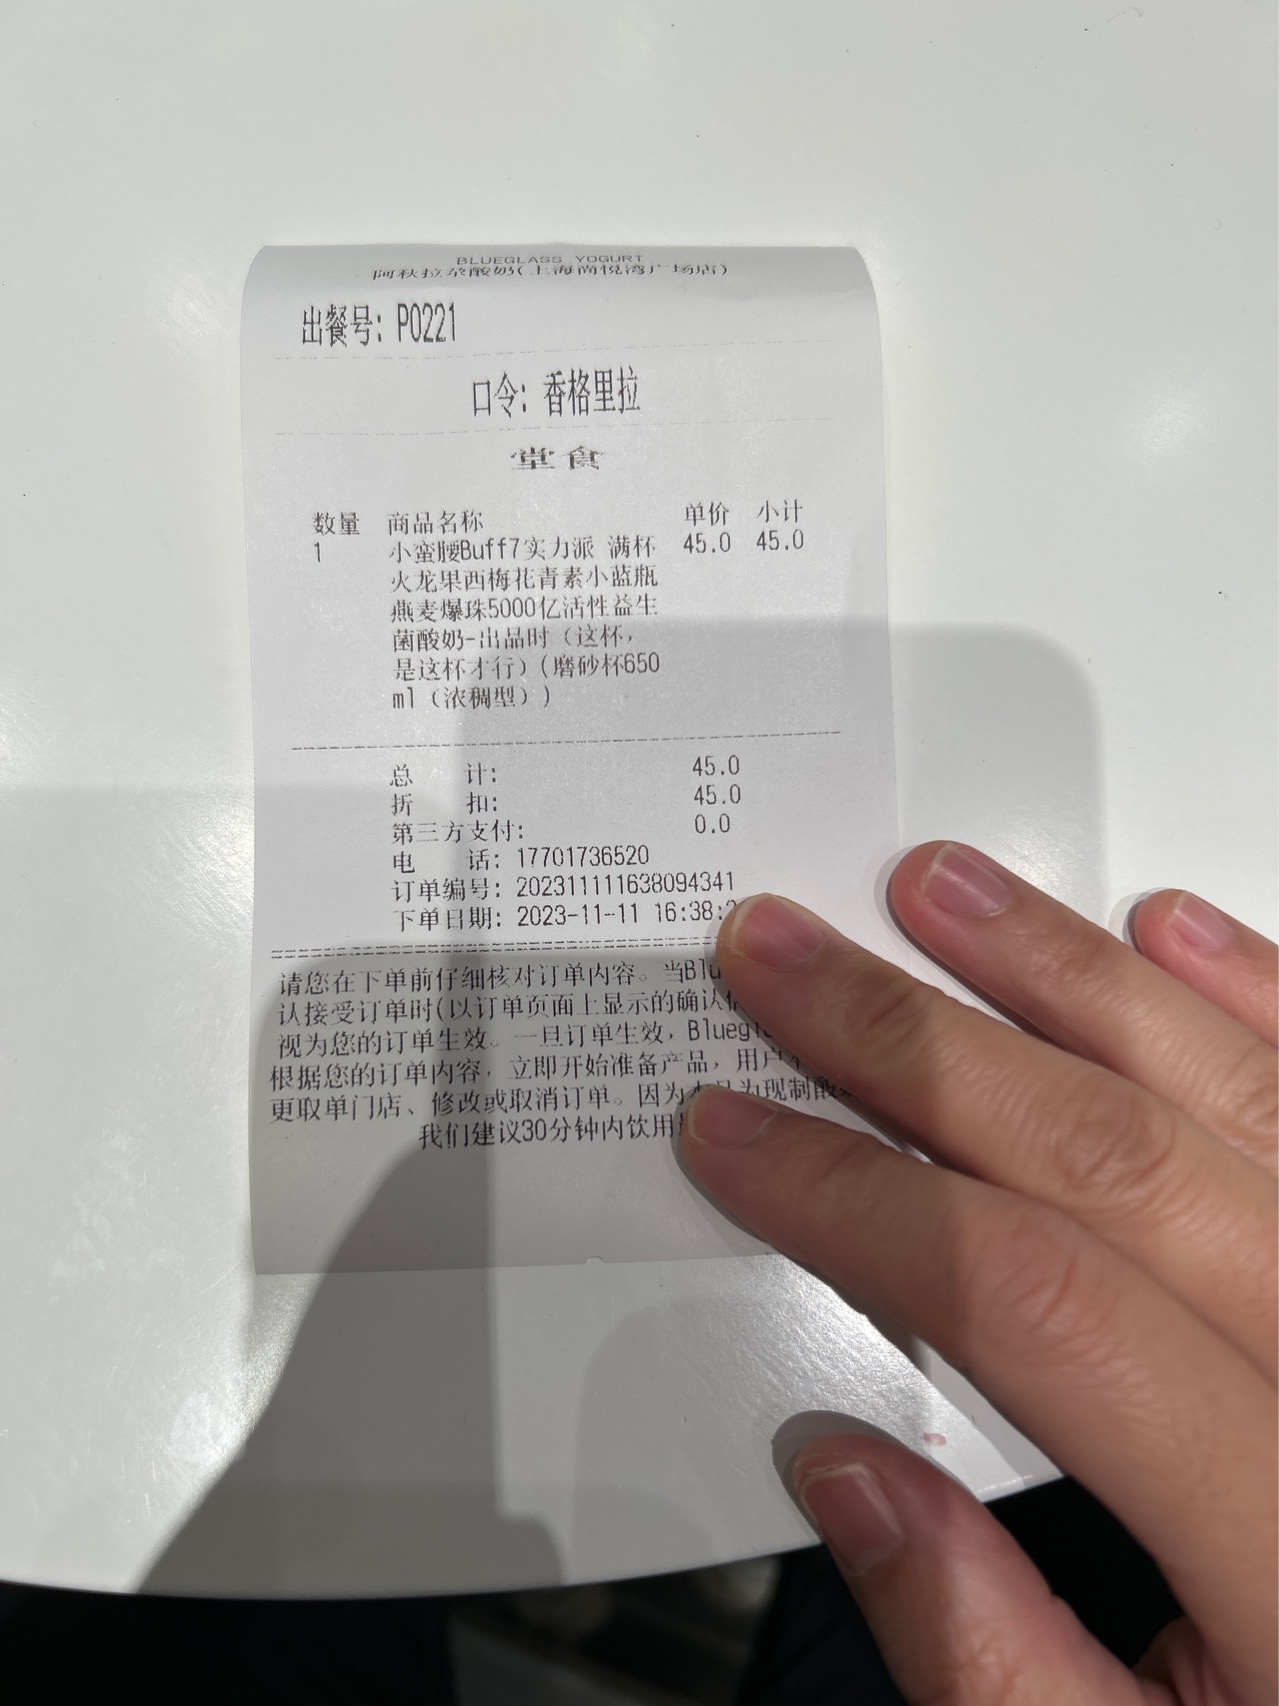 BLUEGLASS YOGURT
阿秋拉尕酸奶(上海尚悦湾广场店)
出餐号: P0221
口令: 香格里拉
堂食
数量 商品名称 单价 小计
1 小蛮腰Buff7实力派 满杯 45.0 45.0
火龙果西梅花青素小蓝瓶
燕麦爆珠5000亿活性益生
菌酸奶-出品时（这杯，
是这杯才行）(磨砂杯650
ml（浓稠型）)
总 计: 45.0
折 扣: 45.0
第三方支付: 0.0
电 话: 17701736520
订单编号: 202311111638094341
下单日期: 2023-11-11 16:38:
请您在下单前仔细核对订单内容。当Blu
认接受订单时(以订单页面上显示的确认
视为您的订单生效。一旦订单生效，Blueg
根据您的订单内容，立即开始准备产品，用户
更取单门店、修改或取消订单。因为本品为现制酸
我们建议30分钟内饮用